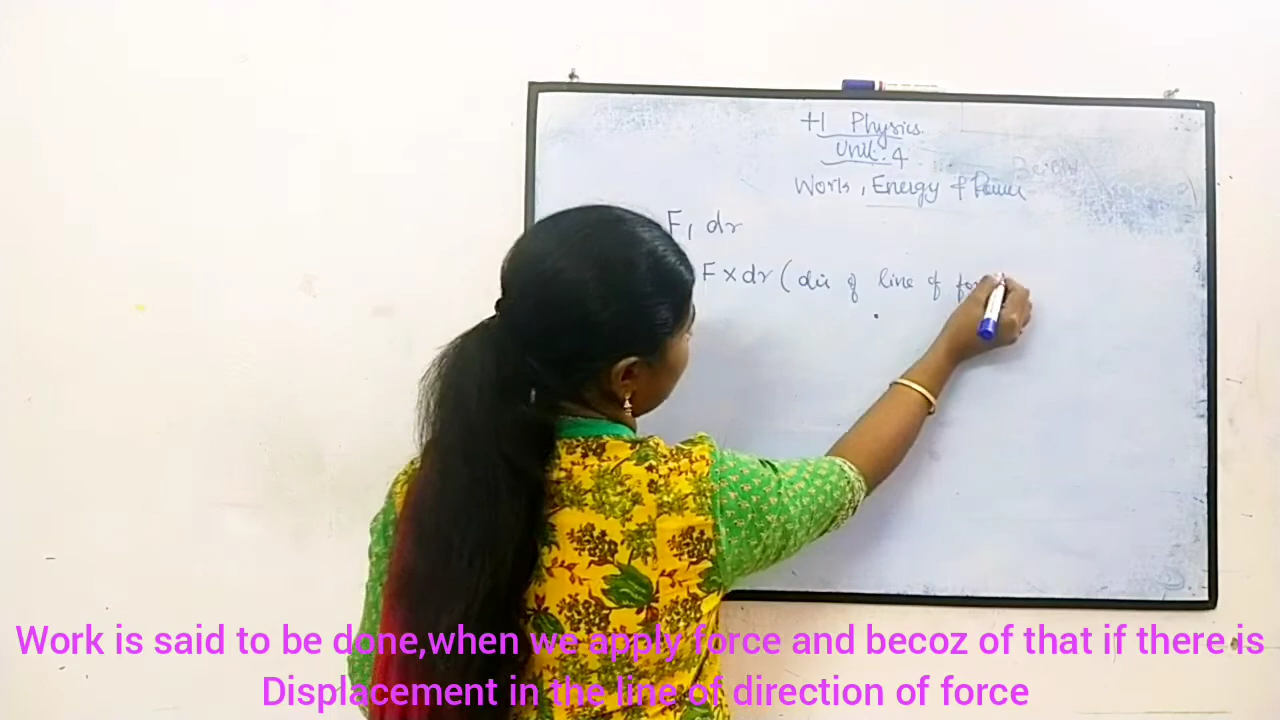 +1 Physics
Unit. 4
Work, Energy & Power
F, dr
F x dr ( dir of line of for
Work is said to be done,when we apply force and becoz of that if there is
Displacement in the line of direction of force